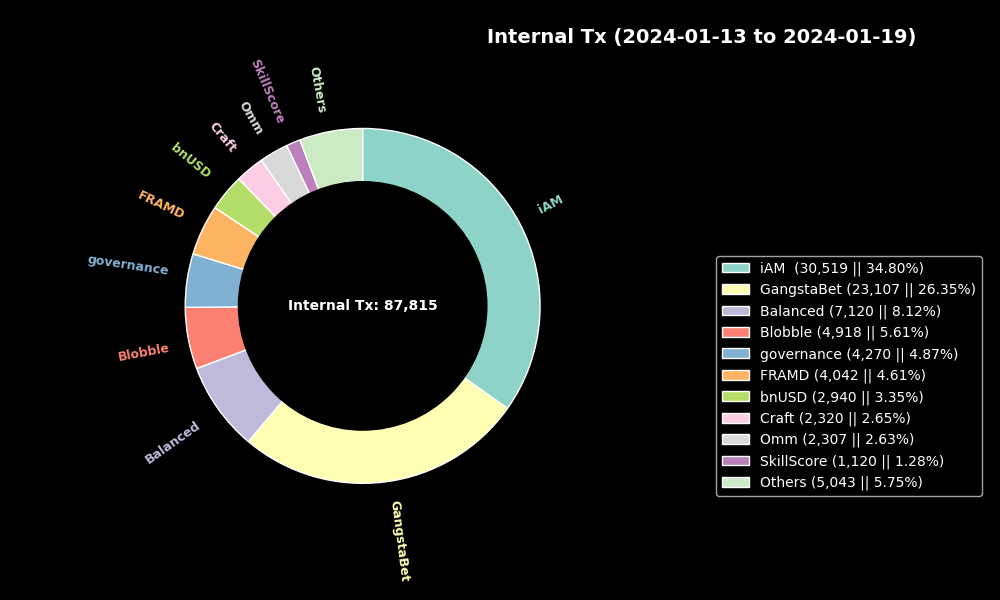 Internal Tx (2024-01-13 to 2024-01-19)
SkillScore
Others
Omm
Craft
bnUSD
FRAMD
iAM
governance
Internal Tx: 87,815
Blobble
Balanced
GangstaBet
iAM  (30,519 || 34.80%)
GangstaBet (23,107 || 26.35%)
Balanced (7,120 || 8.12%)
Blobble (4,918 || 5.61%)
governance (4,270 || 4.87%)
FRAMD (4,042 || 4.61%)
bnUSD (2,940 || 3.35%)
Craft (2,320 || 2.65%)
Omm (2,307 || 2.63%)
SkillScore (1,120 || 1.28%)
Others (5,043 || 5.75%)